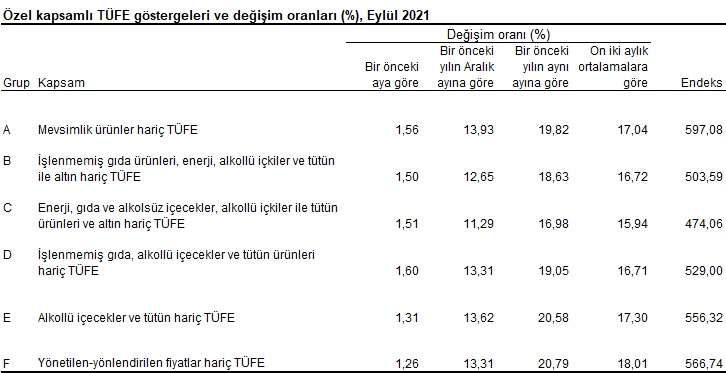 Özel kapsamlı TÜFE göstergeleri ve değişim oranları (%), Eylül 2021
Değişim oranı (%)
Grup Kapsam Bir önceki aya göre Bir önceki yılın Aralık ayına göre Bir önceki yılın aynı ayına göre On iki aylık ortalamalara göre Endeks
A Mevsimlik ürünler hariç TÜFE 1,56 13,93 19,82 17,04 597,08
B İşlenmemiş gıda ürünleri, enerji, alkollü içkiler ve tütün
ile altın hariç TÜFE 1,50 12,65 18,63 16,72 503,59
C Enerji, gıda ve alkolsüz içecekler, alkollü içkiler ile tütün
ürünleri ve altın hariç TÜFE 1,51 11,29 16,98 15,94 474,06
D İşlenmemiş gıda, alkollü içecekler ve tütün ürünleri
hariç TÜFE 1,60 13,31 19,05 16,71 529,00
E Alkollü içecekler ve tütün hariç TÜFE 1,31 13,62 20,58 17,30 556,32
F Yönetilen-yönlendirilen fiyatlar hariç TÜFE 1,26 13,31 20,79 18,01 566,74